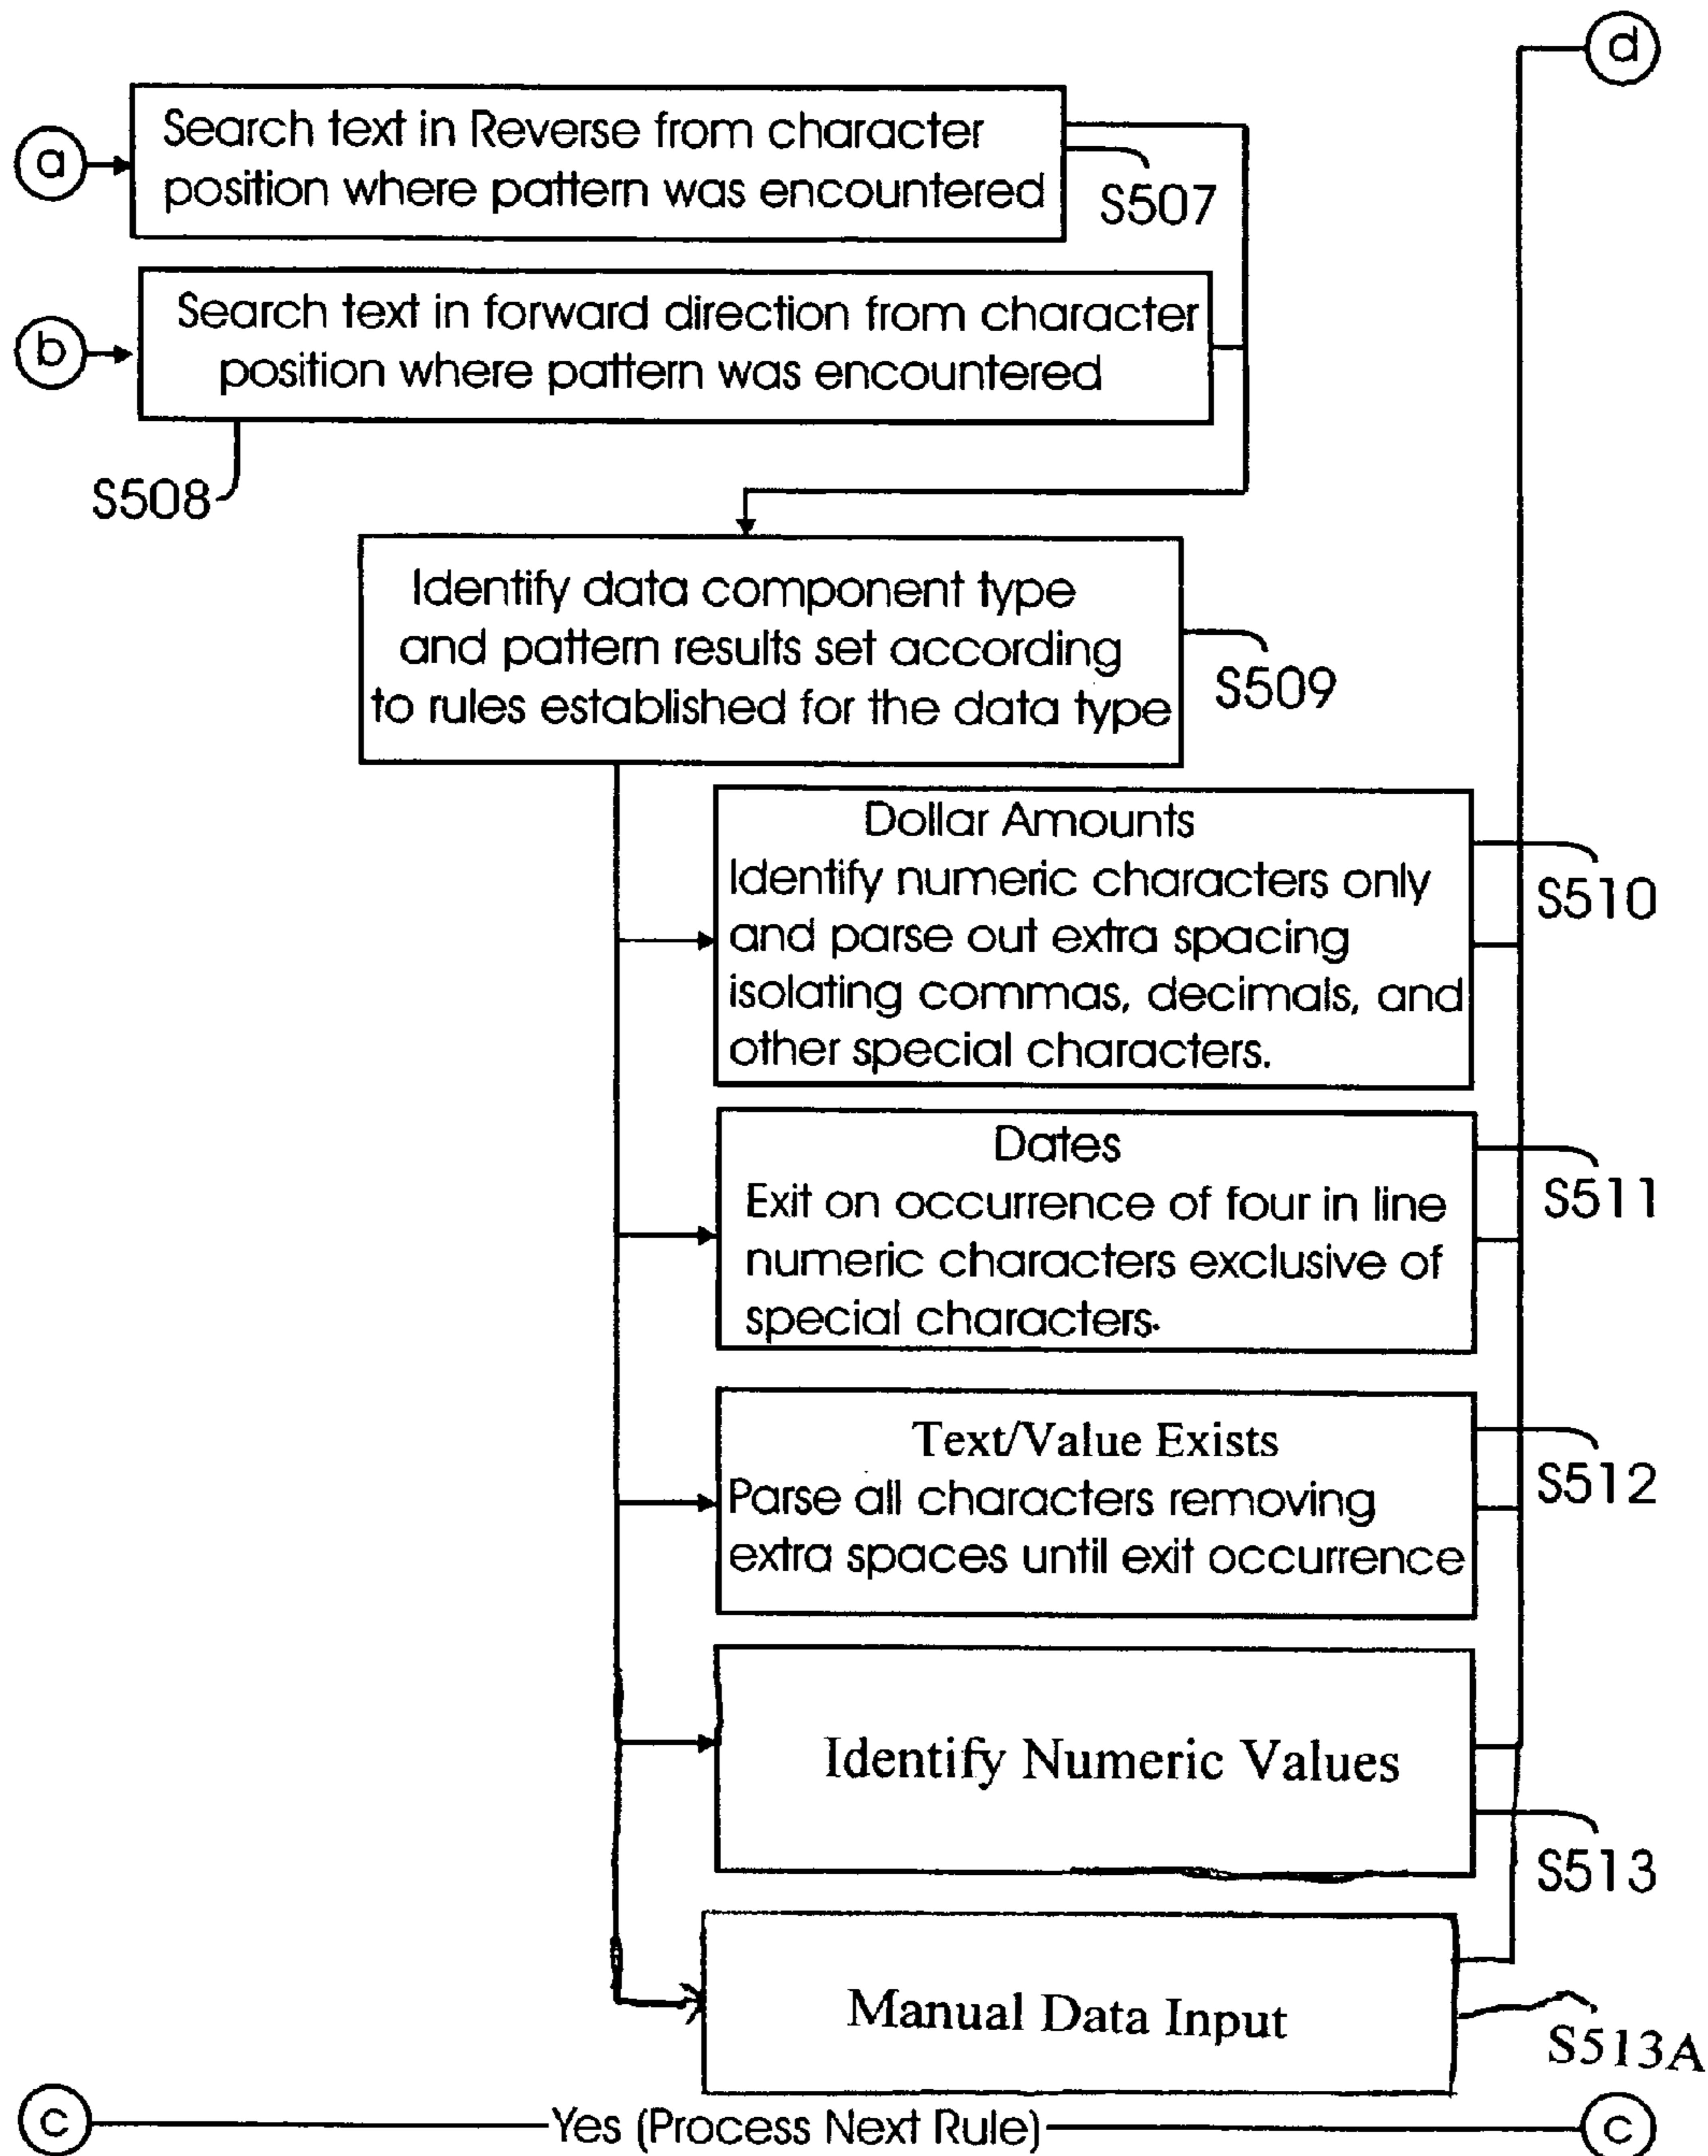 d
a
Search text in Reverse from character
position where pattern was encountered
S507
b
Search text in forward direction from character
position where pattern was encountered
S508
Identify data component type
and pattern results set according
to rules established for the data type
S509
Dollar Amounts
Identify numeric characters only
and parse out extra spacing
isolating commas, decimals, and
other special characters.
S510
Dates
Exit on occurrence of four in line
numeric characters exclusive of
special characters.
S511
Text/Value Exists
Parse all characters removing
extra spaces until exit occurrence
S512
Identify Numeric Values
S513
Manual Data Input
S513A
c Yes (Process Next Rule) c